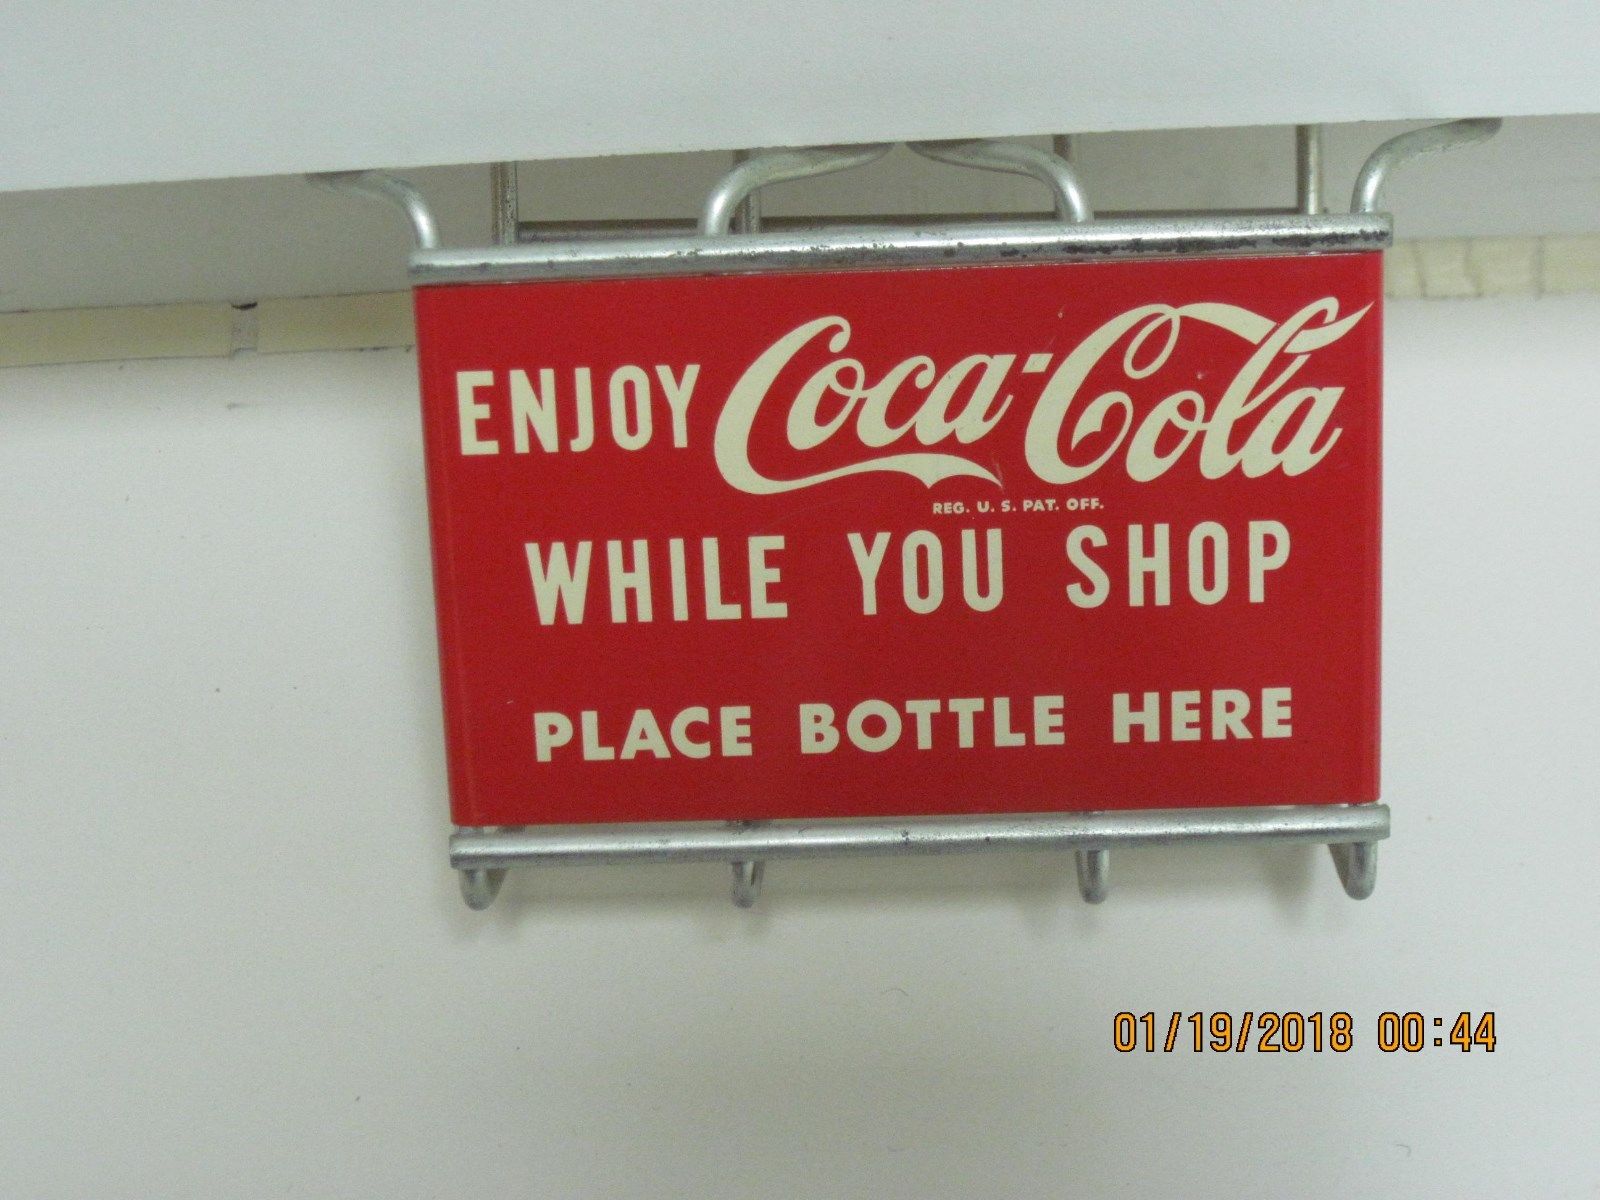 ENJOY Coca-Cola
REG. U. S. PAT. OFF.
WHILE YOU SHOP
PLACE BOTTLE HERE
01/19/2018 00:44